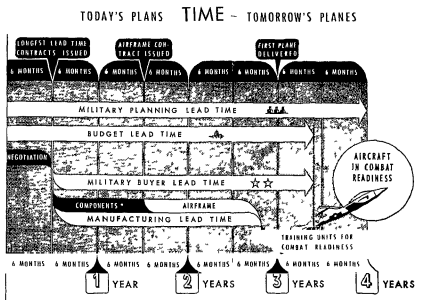 TODAY'S PLANS TIME – TOMORROW'S PLANES
LONGEST LEAD TIME
CONTRACTS ISSUED
AIRFRAME CON-
TRACT ISSUED
FIRST PLANE
DELIVERED
6 MONTHS 6 MONTHS 6 MONTHS 6 MONTHS 6 MONTHS 6 MONTHS 6 MONTHS 6 MONTHS
MILITARY PLANNING LEAD TIME
BUDGET LEAD TIME
NEGOTIATION
MILITARY BUYER LEAD TIME
COMPONENTS * AIRFRAME
MANUFACTURING LEAD TIME
AIRCRAFT
IN COMBAT
READINESS
TRAINING UNITS FOR
COMBAT READINESS
6 MONTHS 6 MONTHS 6 MONTHS 6 MONTHS 6 MONTHS 6 MONTHS 6 MONTHS 6 MONTHS
1 YEAR 2 YEARS 3 YEARS 4 YEARS